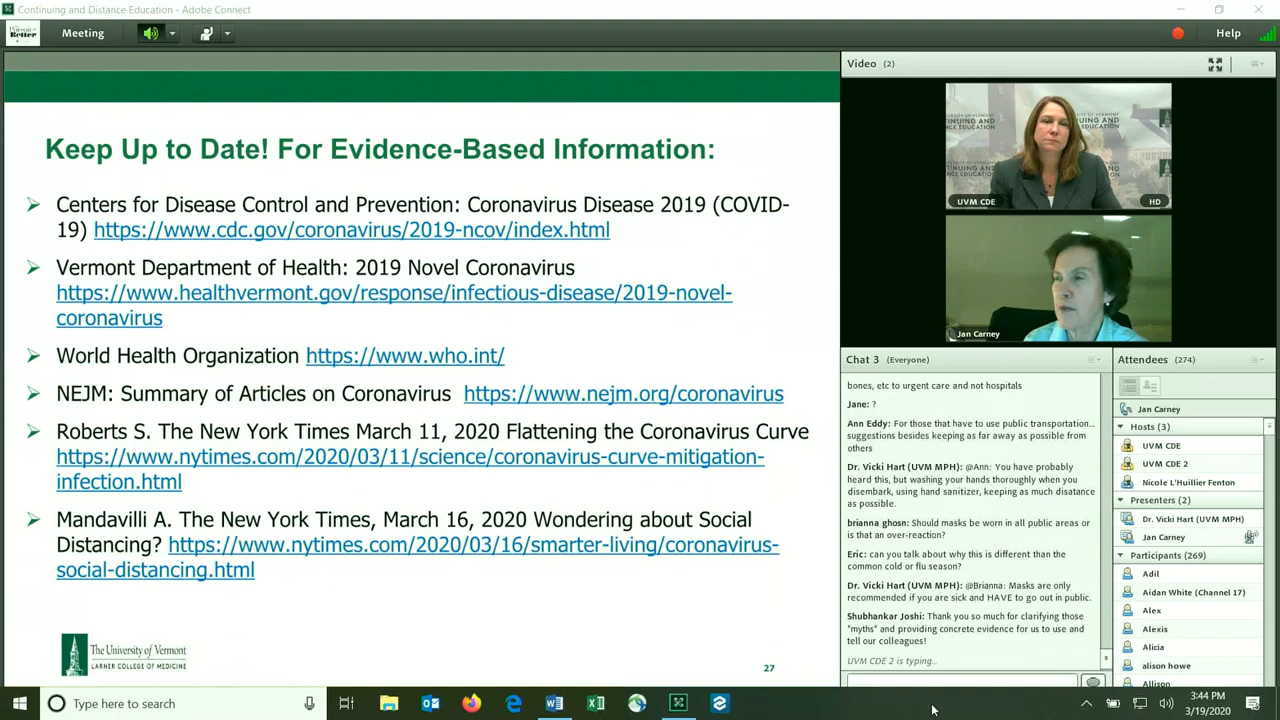 Continuing and Distance Education - Adobe Connect
Meeting
Help
Keep Up to Date! For Evidence-Based Information:
Centers for Disease Control and Prevention: Coronavirus Disease 2019 (COVID-
19) https://www.cdc.gov/coronavirus/2019-ncov/index.html
Vermont Department of Health: 2019 Novel Coronavirus
https://www.healthvermont.gov/response/infectious-disease/2019-novel-
coronavirus
World Health Organization https://www.who.int/
NEJM: Summary of Articles on Coronavirus https://www.nejm.org/coronavirus
Roberts S. The New York Times March 11, 2020 Flattening the Coronavirus Curve
https://www.nytimes.com/2020/03/11/science/coronavirus-curve-mitigation-
infection.html
Mandavilli A. The New York Times, March 16, 2020 Wondering about Social
Distancing? https://www.nytimes.com/2020/03/16/smarter-living/coronavirus-
social-distancing.html
The University of Vermont
LARNER COLLEGE OF MEDICINE
27
Video (2)
UVM CDE
HD
Jan Carney
Chat 3 (Everyone)
bones, etc to urgent care and not hospitals
Jane: ?
Ann Eddy: For those that have to use public transportation...
suggestions besides keeping as far away as possible from
others
Dr. Vicki Hart (UVM MPH): @Ann: You have probably
heard this, but washing your hands thoroughly when you
disembark, using hand sanitizer, keeping as much disatance
as possible.
brianna ghosn: Should masks be worn in all public areas or
is that an over-reaction?
Eric: can you talk about why this is different than the
common cold or flu season?
Dr. Vicki Hart (UVM MPH): @Brianna: Masks are only
recommended if you are sick and HAVE to go out in public.
Shubhankar Joshi: Thank you so much for clarifying those
"myths" and providing concrete evidence for us to use and
tell our colleagues!
UVM CDE 2 is typing...
Attendees (274)
Jan Carney
Hosts (3)
UVM CDE
UVM CDE 2
Nicole L'Huillier Fenton
Presenters (2)
Dr. Vicki Hart (UVM MPH)
Jan Carney
Participants (269)
Adil
Aidan White (Channel 17)
Alex
Alexis
Alicia
alison howe
Allison
Type here to search
3:44 PM
3/19/2020